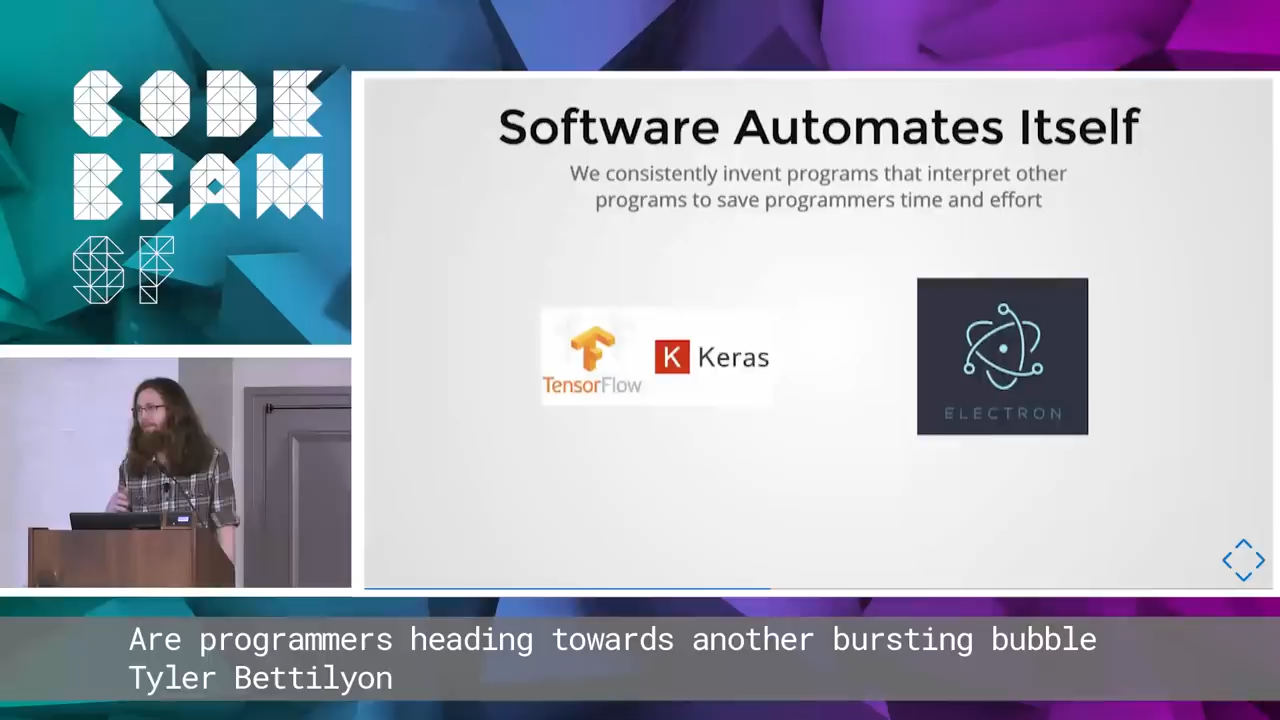 CODE
BEAM
SF
Software Automates Itself
We consistently invent programs that interpret other
programs to save programmers time and effort
TensorFlow
K Keras
ELECTRON
Are programmers heading towards another bursting bubble
Tyler Bettilyon